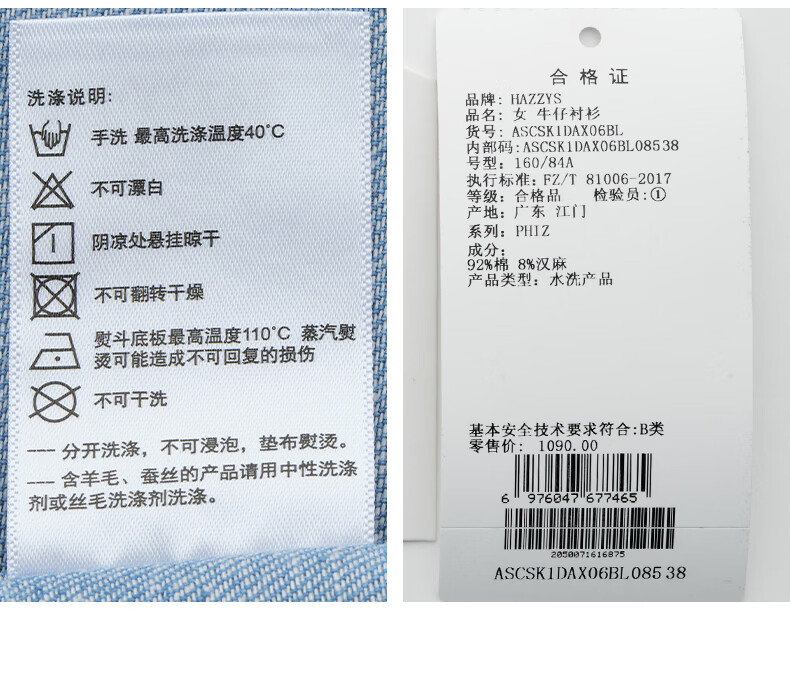 洗涤说明:
手洗 最高洗涤温度40°C
不可漂白
阴凉处悬挂晾干
不可翻转干燥
熨斗底板最高温度110°C 蒸汽熨
烫可能造成不可回复的损伤
不可干洗
--- 分开洗涤，不可浸泡，垫布熨烫。
--- 含羊毛、蚕丝的产品请用中性洗涤
剂或丝毛洗涤剂洗涤。
合格证
品牌: HAZZYS
品名: 女 牛仔衬衫
货号: ASCSK1DAX06BL
内部码:ASCSK1DAX06BL08538
号型: 160/84A
执行标准: FZ/T 81006-2017
等级: 合格品 检验员:①
产地: 广东 江门
系列: PHIZ
成分:
92%棉 8%汉麻
产品类型: 水洗产品
基本安全技术要求符合:B类
零售价: 1090.00
6 976047 677465
2050071616875
ASCSK1DAX06BL08538